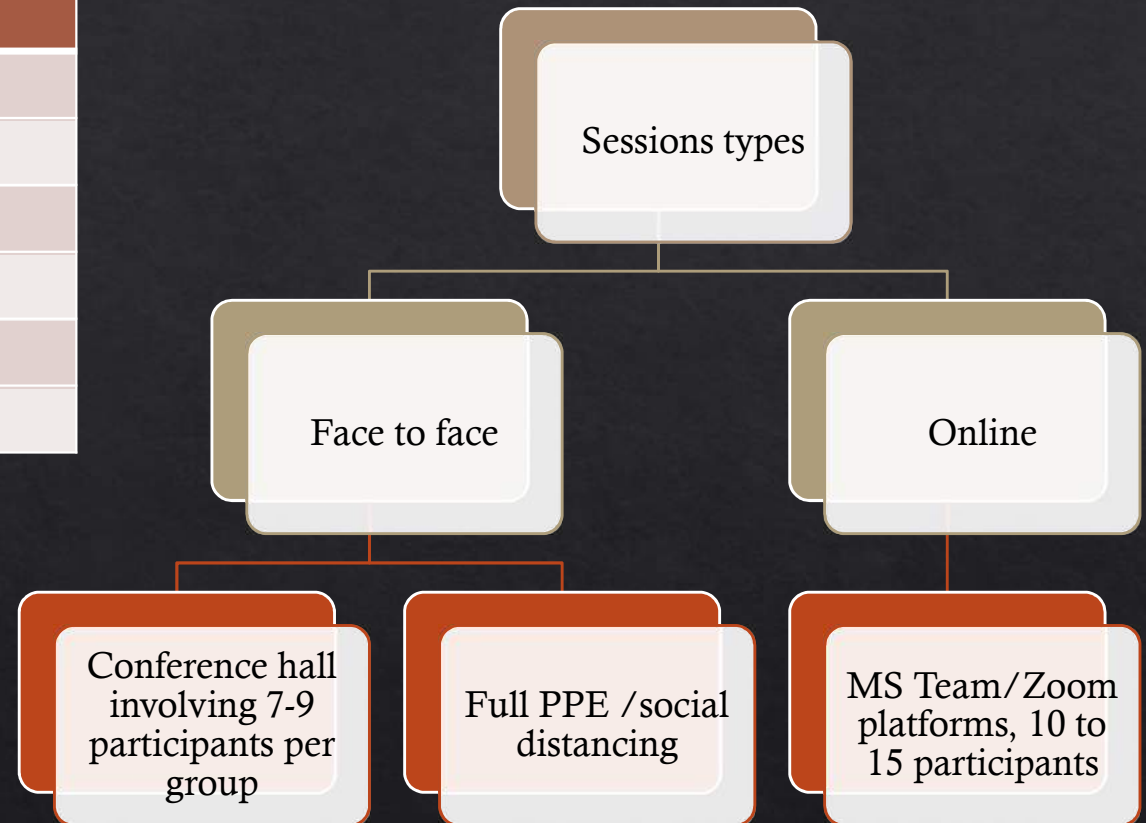 Sessions types
Face to face
Online
Conference hall
involving 7-9
participants per
group
Full PPE /social
distancing
MS Team/Zoom
platforms, 10 to
15 participants